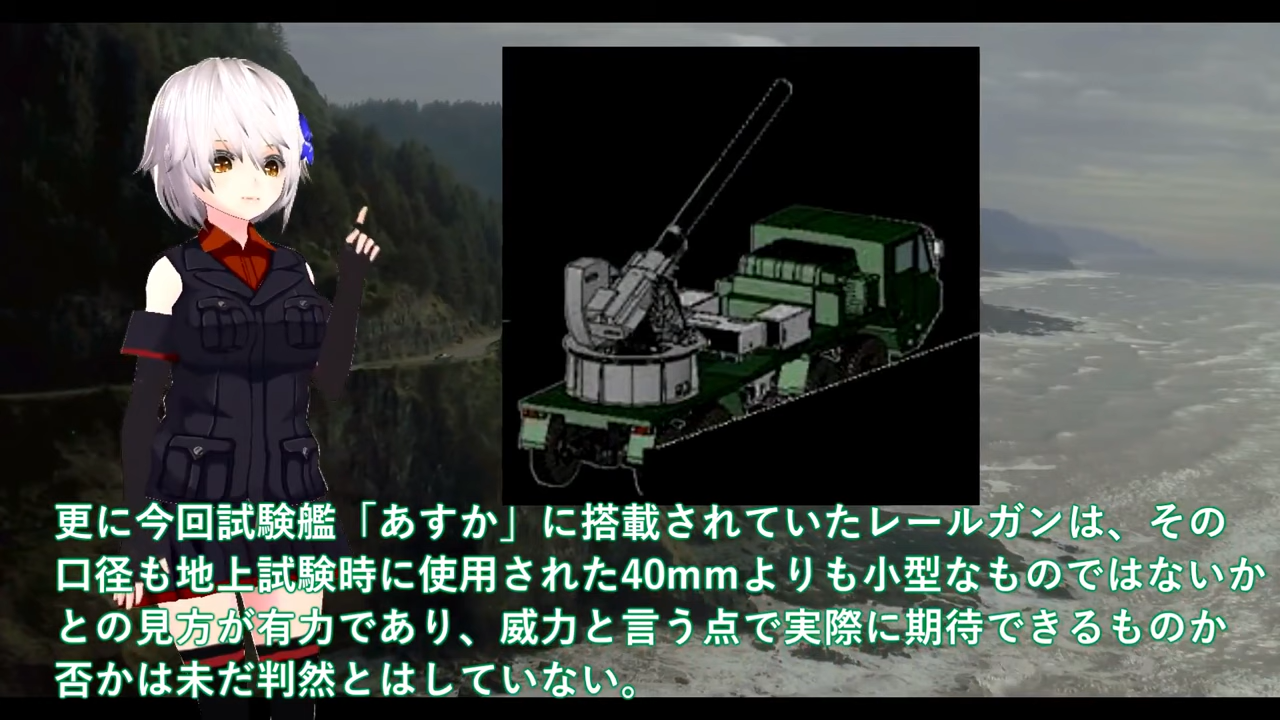 更に今回試験艦「あすか」に搭載されていたレールガンは、その
口径も地上試験時に使用された40mmよりも小型なものではないか
との見方が有力であり、威力と言う点で実際に期待できるものか
否かは未だ判然とはしていない。